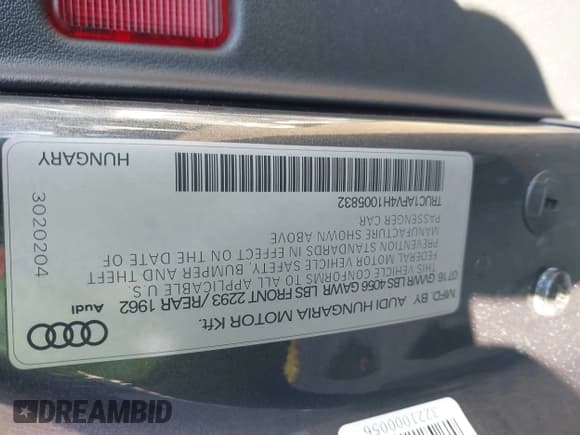 MFD. BY AUDI HUNGARIA MOTOR Kft.
07/16 GVWR LBS 4056 GAWR LBS FRONT 2293 / REAR 1962
THIS VEHICLE CONFORMS TO ALL APPLICABLE U.S.
FEDERAL MOTOR VEHICLE SAFETY, BUMPER AND THEFT
PREVENTION STANDARDS IN EFFECT ON THE DATE OF
MANUFACTURE SHOWN ABOVE
PASSENGER CAR
TRUC1AFV4H1005832
HUNGARY
3020204
Audi
3221000056
DREAMBID